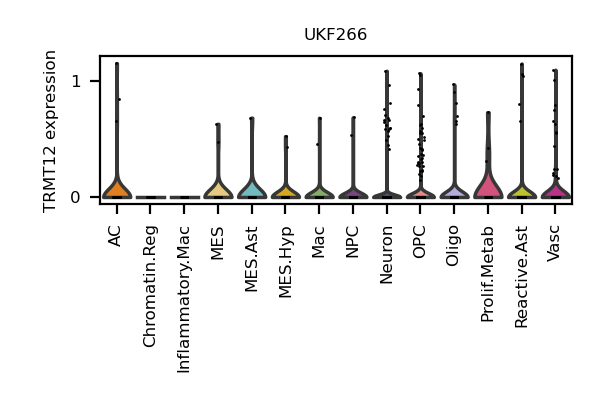 UKF266
TRMT12 expression
1
0
AC
Chromatin.Reg
Inflammatory.Mac
MES
MES.Ast
MES.Hyp
Mac
NPC
Neuron
OPC
Oligo
Prolif.Metab
Reactive.Ast
Vasc